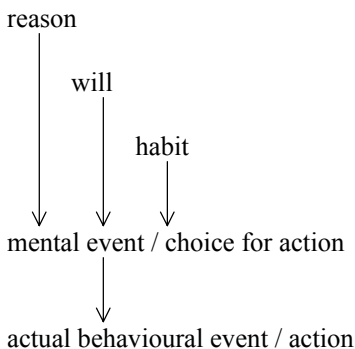 reason
will
habit
mental event / choice for action
actual behavioural event / action